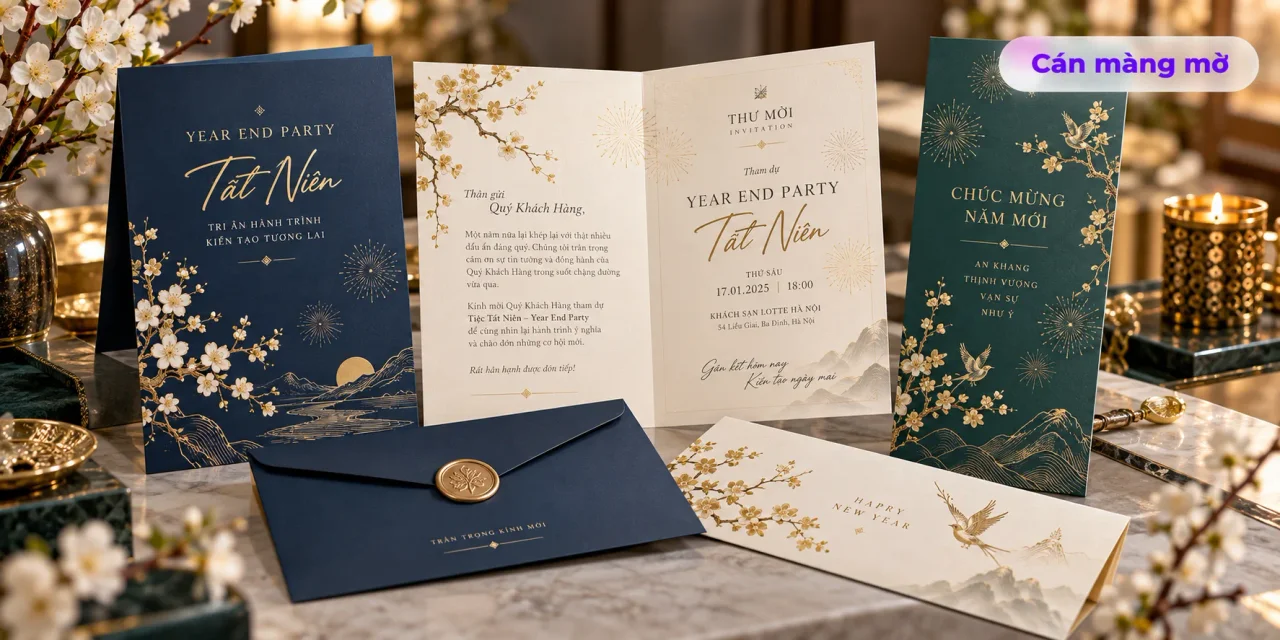 Cán màng mờ
YEAR END PARTY
Tất Niên
TRI ÂN HÀNH TRÌNH
KIẾN TẠO TƯƠNG LAI
Thân gửi
Quý Khách Hàng,
Một năm nữa lại khép lại với thật nhiều
dấu ấn đáng quý. Chúng tôi trân trọng
cảm ơn sự tin tưởng và đồng hành của
Quý Khách Hàng trong suốt chặng đường
vừa qua.
Kính mời Quý Khách Hàng tham dự
Tiệc Tất Niên – Year End Party
để cùng nhìn lại hành trình ý nghĩa
và chào đón những cơ hội mới.
Rất hân hạnh được đón tiếp!
THƯ MỜI
INVITATION
Tham dự
YEAR END PARTY
Tất Niên
THỨ SÁU
17.01.2025 | 18:00
KHÁCH SẠN LOTTE HÀ NỘI
54 Liễu Giai, Ba Đình, Hà Nội
Gắn kết hôm nay
Kiến tạo ngày mai
CHÚC MỪNG
NĂM MỚI
AN KHANG
THỊNH VƯỢNG
VẠN SỰ
NHƯ Ý
TRÂN TRỌNG KÍNH MỜI
HAPPY
NEW YEAR